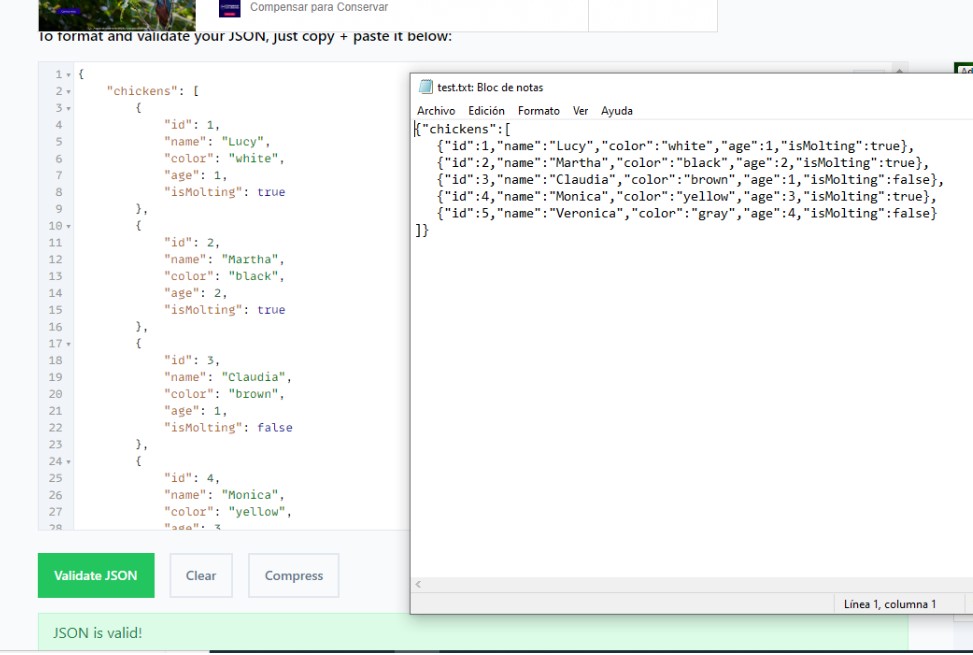 Compensar para Conservar
To format and validate your JSON, just copy + paste it below:
1 {
2 "chickens": [
3 {
4 "id": 1,
5 "name": "Lucy",
6 "color": "white",
7 "age": 1,
8 "isMolting": true
9 },
10 {
11 "id": 2,
12 "name": "Martha",
13 "color": "black",
14 "age": 2,
15 "isMolting": true
16 },
17 {
18 "id": 3,
19 "name": "Claudia",
20 "color": "brown",
21 "age": 1,
22 "isMolting": false
23 },
24 {
25 "id": 4,
26 "name": "Monica",
27 "color": "yellow",
28 "age": 3
Validate JSON
Clear
Compress
JSON is valid!
test.txt: Bloc de notas
Archivo Edición Formato Ver Ayuda
{"chickens":[
{"id":1,"name":"Lucy","color":"white","age":1,"isMolting":true},
{"id":2,"name":"Martha","color":"black","age":2,"isMolting":true},
{"id":3,"name":"Claudia","color":"brown","age":1,"isMolting":false},
{"id":4,"name":"Monica","color":"yellow","age":3,"isMolting":true},
{"id":5,"name":"Veronica","color":"gray","age":4,"isMolting":false}
]}
Línea 1, columna 1